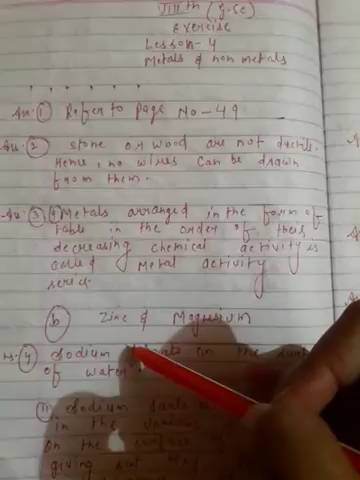 VIIIth (G.Sc)
Exercise
Lesson-4
Metals & non metals
Ans. ① Refer to Page No-49
Ans. ② Stone or wood are not ductile.
Hence, no wires can be drawn
from them.
Ans. ③ (a) Metals arranged in the form of
table in the order of their
decreasing chemical activity is
called Metal activity
series.
(b) Zinc & Magnesium
Ans. ④ Sodium on the
of water.
(ii) Sodium
in the
on the surface
giving out